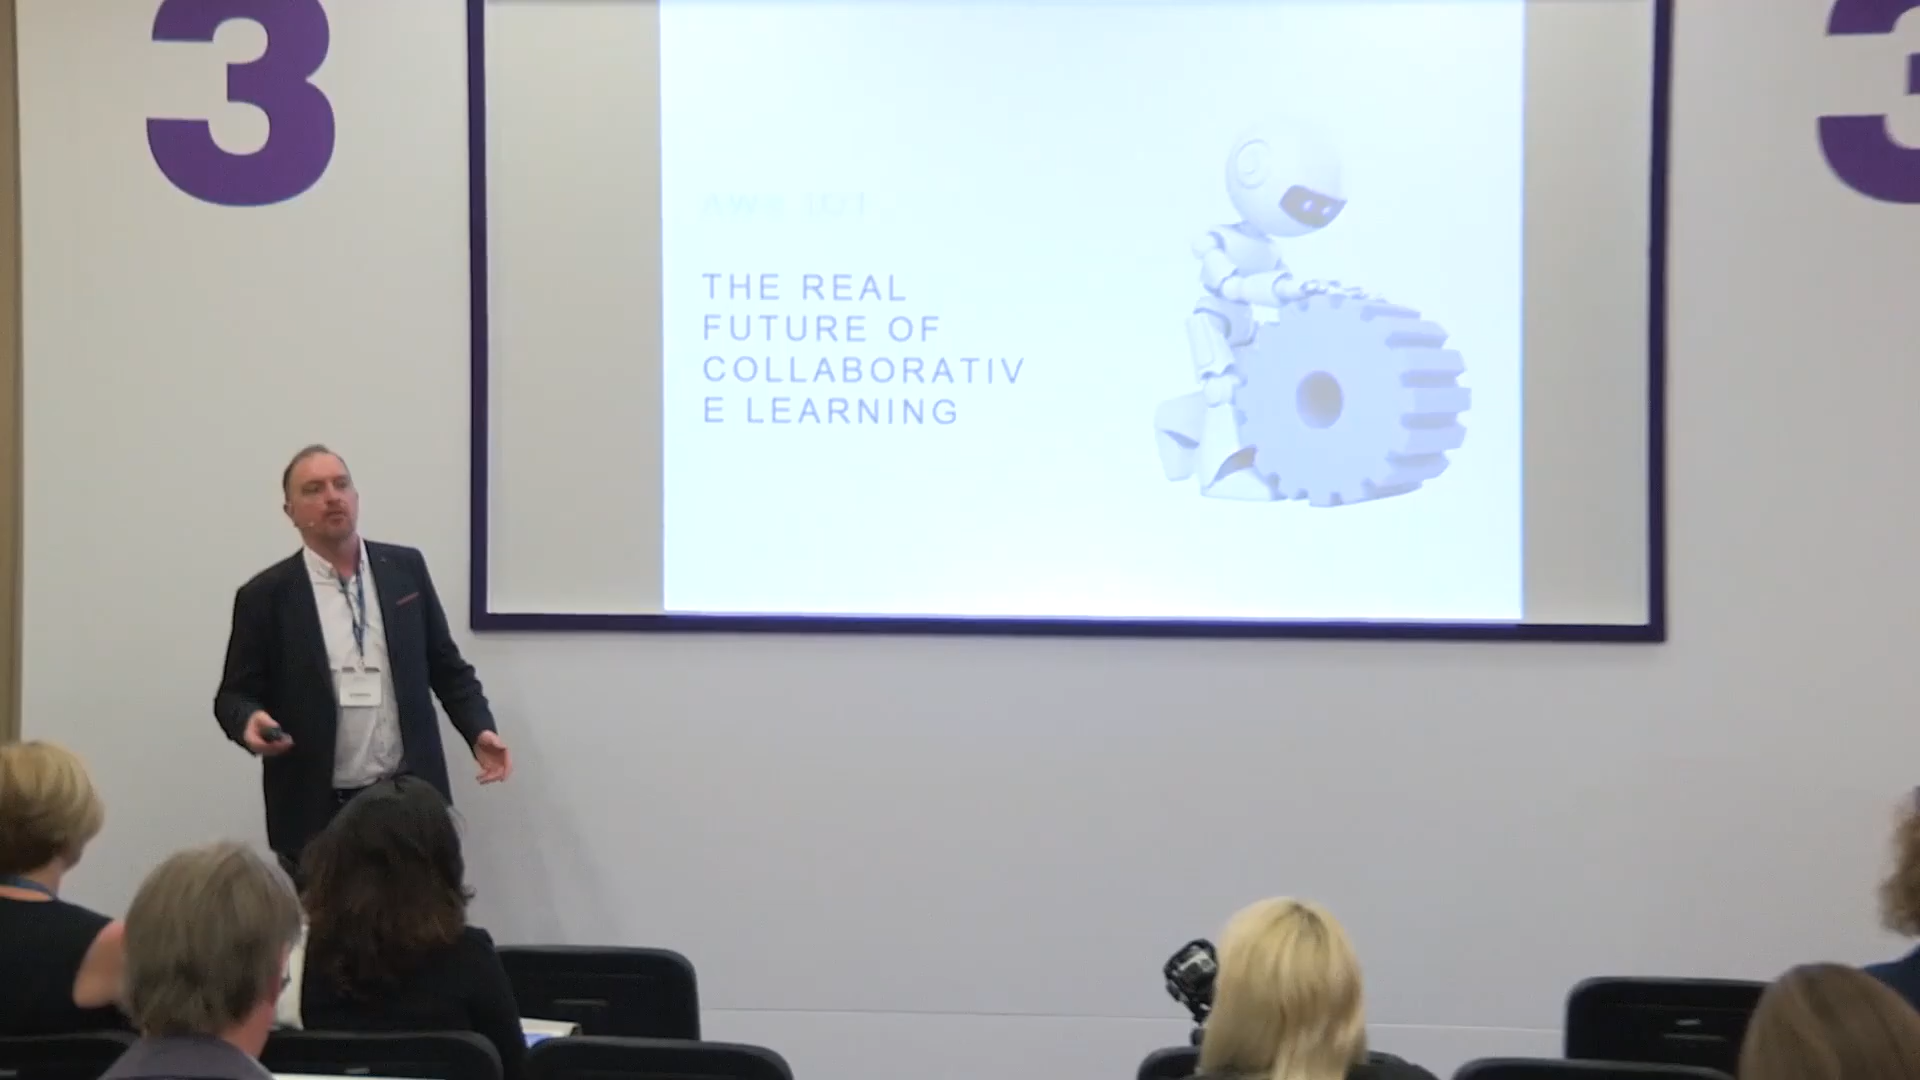 3
3
THE REAL
FUTURE OF
COLLABORATIV
E LEARNING